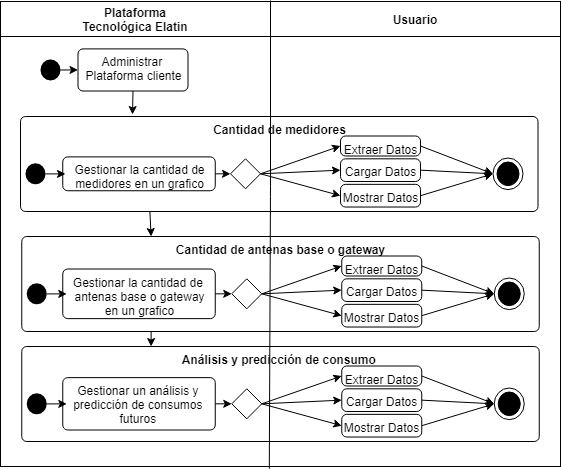 Plataforma
Tecnológica Elatin
Usuario
Administrar
Plataforma cliente
Cantidad de medidores
Gestionar la cantidad de
medidores en un grafico
Extraer Datos
Cargar Datos
Mostrar Datos
Cantidad de antenas base o gateway
Gestionar la cantidad de
antenas base o gateway
en un grafico
Extraer Datos
Cargar Datos
Mostrar Datos
Análisis y predicción de consumo
Gestionar un análisis y
predicción de consumos
futuros
Extraer Datos
Cargar Datos
Mostrar Datos